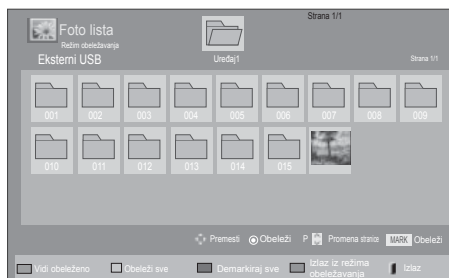 Strana 1/1
Foto lista
Režim obeležavanja
Eksterni USB
Uređaj1
Strana 1/1
001 002 003 004 005 006 007 008 009
010 011 012 013 014 015
Premesti Obeleži P Promena stranice MARK Obeleži
Vidi obeleženo Obeleži sve Demarkiraj sve Izlaz iz režima obeležavanja Izlaz